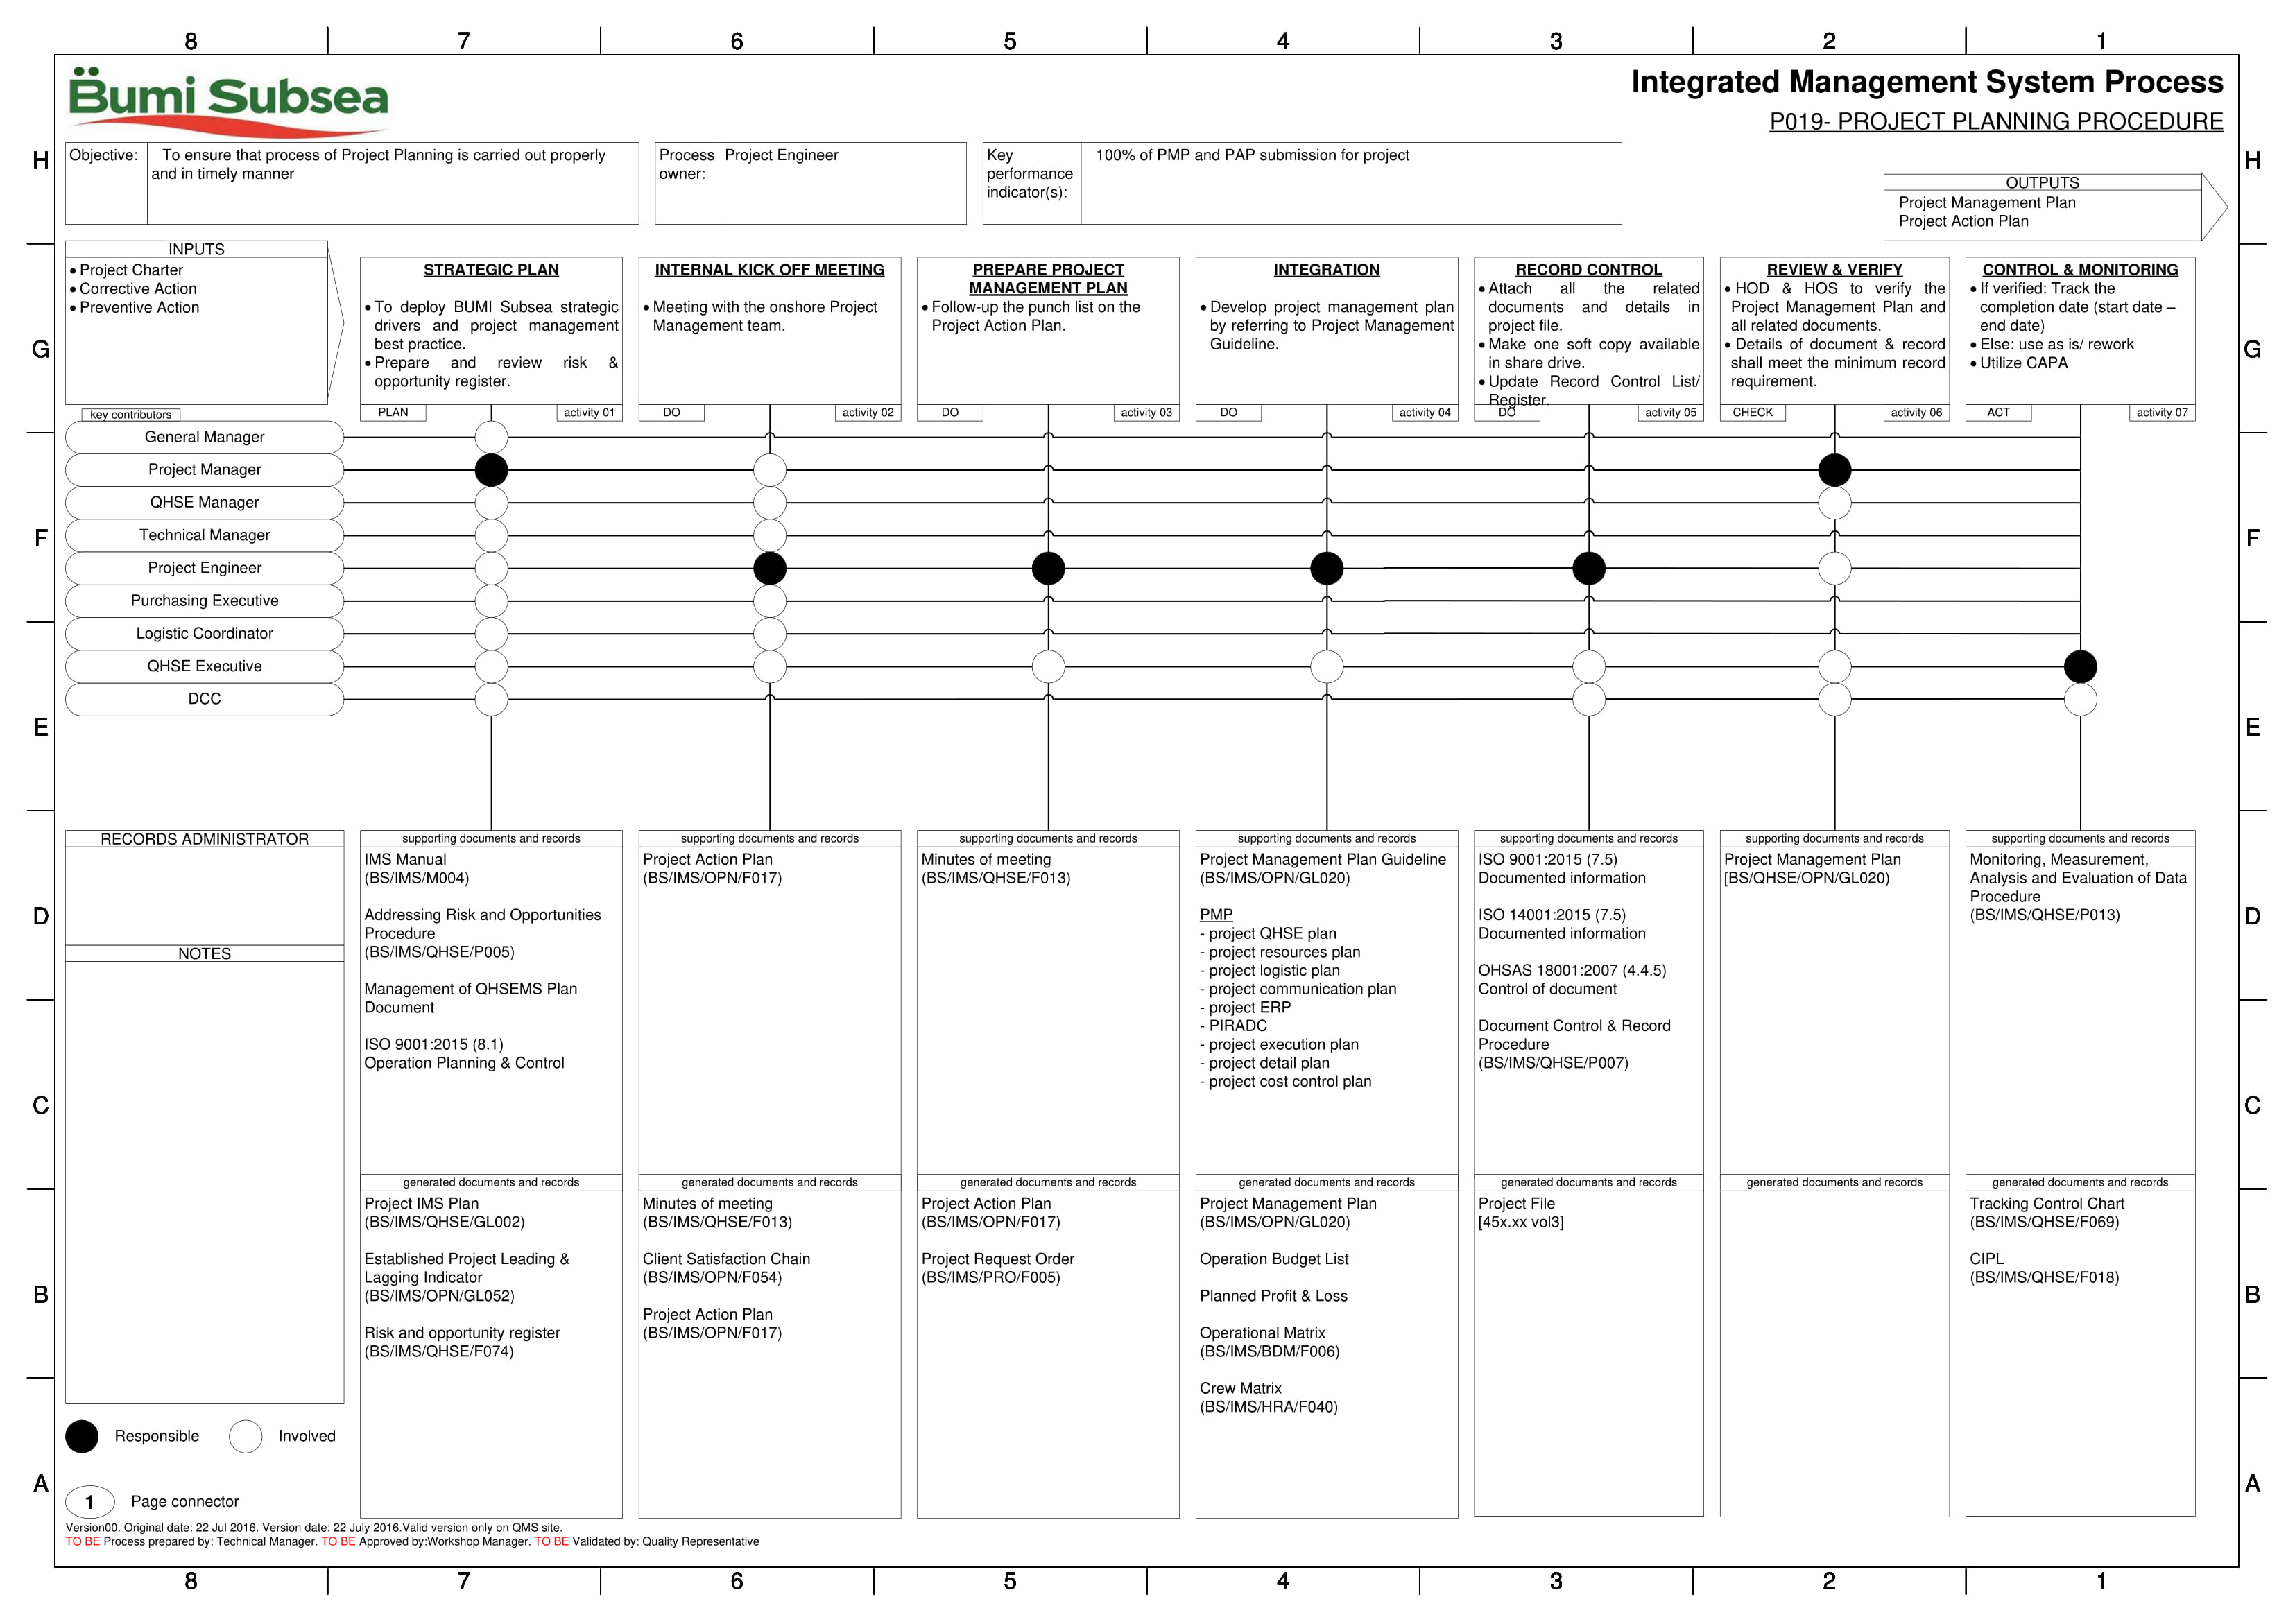 8 7 6 5 4 3 2 1
Bumi Subsea
Integrated Management System Process
P019- PROJECT PLANNING PROCEDURE
H
H
Objective:
To ensure that process of Project Planning is carried out properly
and in timely manner
Process
owner:
Project Engineer
Key
performance
indicator(s):
100% of PMP and PAP submission for project
OUTPUTS
Project Management Plan
Project Action Plan
INPUTS
• Project Charter
• Corrective Action
• Preventive Action
G
G
STRATEGIC PLAN
• To deploy BUMI Subsea strategic
drivers and project management
best practice.
• Prepare and review risk &
opportunity register.
PLAN
activity 01
INTERNAL KICK OFF MEETING
• Meeting with the onshore Project
Management team.
DO
activity 02
PREPARE PROJECT
MANAGEMENT PLAN
• Follow-up the punch list on the
Project Action Plan.
DO
activity 03
INTEGRATION
• Develop project management plan
by referring to Project Management
Guideline.
DO
activity 04
RECORD CONTROL
• Attach all the related
documents and details in
project file.
• Make one soft copy available
in share drive.
• Update Record Control List/
Register.
DO
activity 05
REVIEW & VERIFY
• HOD & HOS to verify the
Project Management Plan and
all related documents.
• Details of document & record
shall meet the minimum record
requirement.
CHECK
activity 06
CONTROL & MONITORING
• If verified: Track the
completion date (start date –
end date)
• Else: use as is/ rework
• Utilize CAPA
ACT
activity 07
key contributors
General Manager
Project Manager
QHSE Manager
F
Technical Manager
F
Project Engineer
Purchasing Executive
Logistic Coordinator
QHSE Executive
DCC
E
E
RECORDS ADMINISTRATOR
NOTES
D
D
C
C
supporting documents and records
IMS Manual
(BS/IMS/M004)
Addressing Risk and Opportunities
Procedure
(BS/IMS/QHSE/P005)
Management of QHSEMS Plan
Document
ISO 9001:2015 (8.1)
Operation Planning & Control
supporting documents and records
Project Action Plan
(BS/IMS/OPN/F017)
supporting documents and records
Minutes of meeting
(BS/IMS/QHSE/F013)
supporting documents and records
Project Management Plan Guideline
(BS/IMS/OPN/GL020)
PMP
- project QHSE plan
- project resources plan
- project logistic plan
- project communication plan
- project ERP
- PIRADC
- project execution plan
- project detail plan
- project cost control plan
supporting documents and records
ISO 9001:2015 (7.5)
Documented information
ISO 14001:2015 (7.5)
Documented information
OHSAS 18001:2007 (4.4.5)
Control of document
Document Control & Record
Procedure
(BS/IMS/QHSE/P007)
supporting documents and records
Project Management Plan
[BS/QHSE/OPN/GL020)
supporting documents and records
Monitoring, Measurement,
Analysis and Evaluation of Data
Procedure
(BS/IMS/QHSE/P013)
generated documents and records
Project IMS Plan
(BS/IMS/QHSE/GL002)
Established Project Leading &
Lagging Indicator
(BS/IMS/OPN/GL052)
Risk and opportunity register
(BS/IMS/QHSE/F074)
generated documents and records
Minutes of meeting
(BS/IMS/QHSE/F013)
Client Satisfaction Chain
(BS/IMS/OPN/F054)
Project Action Plan
(BS/IMS/OPN/F017)
generated documents and records
Project Action Plan
(BS/IMS/OPN/F017)
Project Request Order
(BS/IMS/PRO/F005)
generated documents and records
Project Management Plan
(BS/IMS/OPN/GL020)
Operation Budget List
Planned Profit & Loss
Operational Matrix
(BS/IMS/BDM/F006)
Crew Matrix
(BS/IMS/HRA/F040)
generated documents and records
Project File
[45x.xx vol3]
generated documents and records
generated documents and records
Tracking Control Chart
(BS/IMS/QHSE/F069)
CIPL
(BS/IMS/QHSE/F018)
B
B
Responsible
Involved
A
A
1
Page connector
Version00. Original date: 22 Jul 2016. Version date: 22 July 2016.Valid version only on QMS site.
TO BE Process prepared by: Technical Manager. TO BE Approved by:Workshop Manager. TO BE Validated by: Quality Representative
8 7 6 5 4 3 2 1